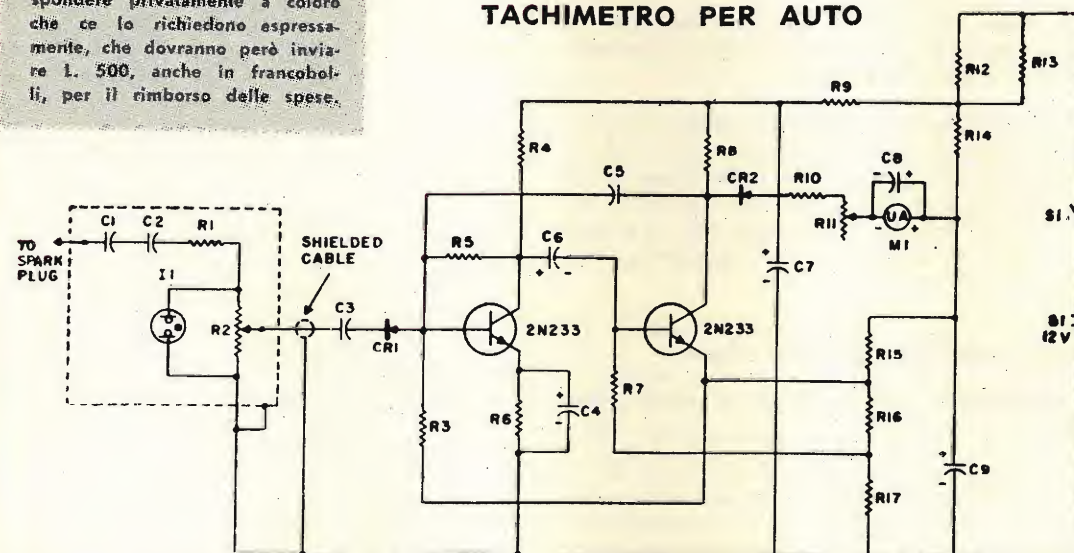 spondere privatamente a coloro
che ce lo richiedono espressa-
mente, che dovranno però invia-
re L. 500, anche in francobol-
li, per il rimborso delle spese.
TACHIMETRO PER AUTO
R12
R13
R9
R4
R8
R14
C5
CR2
R10
C8
R11
UA
M1
S1
C1
C2
R1
TO
SPARK
PLUG
SHIELDED
CABLE
R5
C6
I1
C7
C3
R2
2N233
2N233
CR1
S1
12V
R15
R7
R3
R6
C4
R16
C9
R17